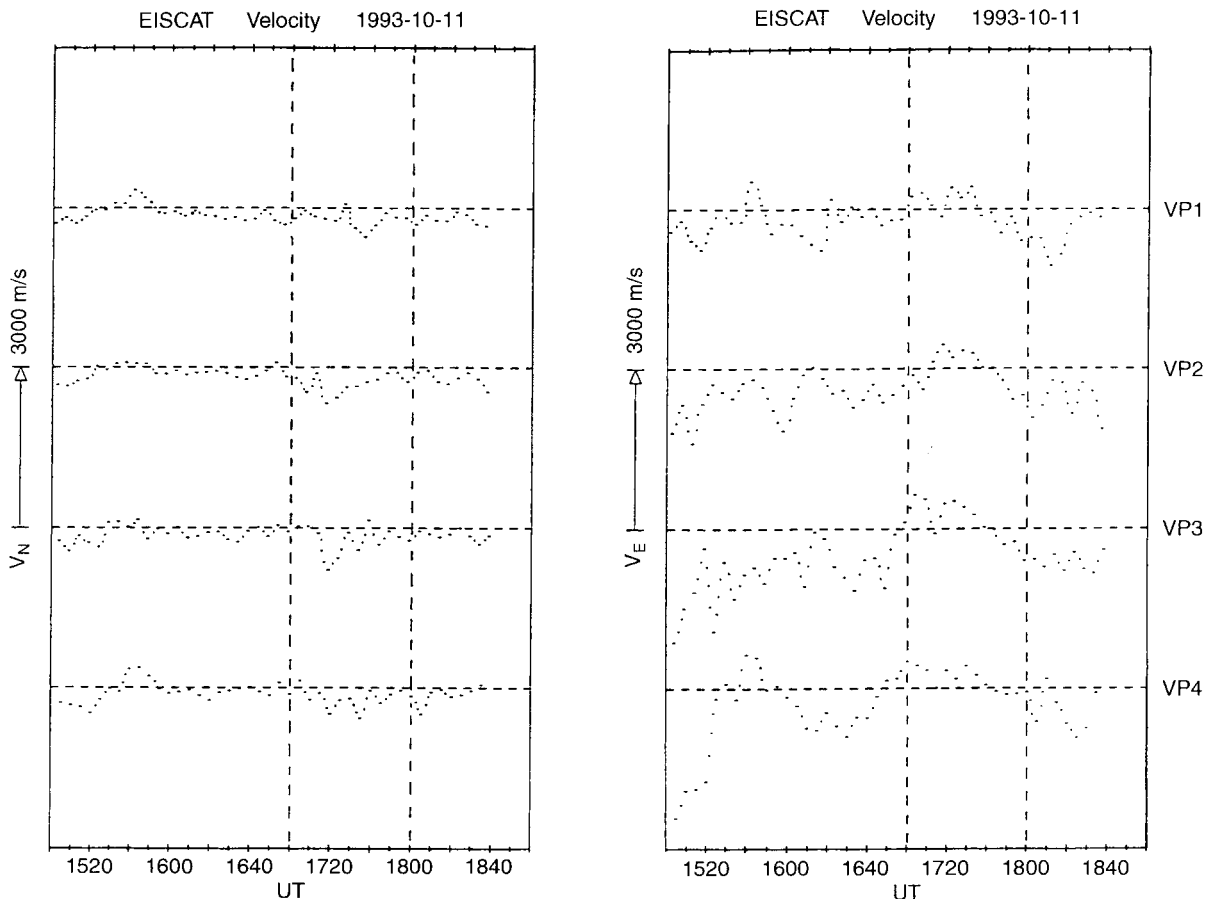 EISCAT Velocity 1993-10-11
V_N 3000 m/s
1520 1600 1640 1720 1800 1840
UT
EISCAT Velocity 1993-10-11
V_E 3000 m/s
VP1
VP2
VP3
VP4
1520 1600 1640 1720 1800 1840
UT